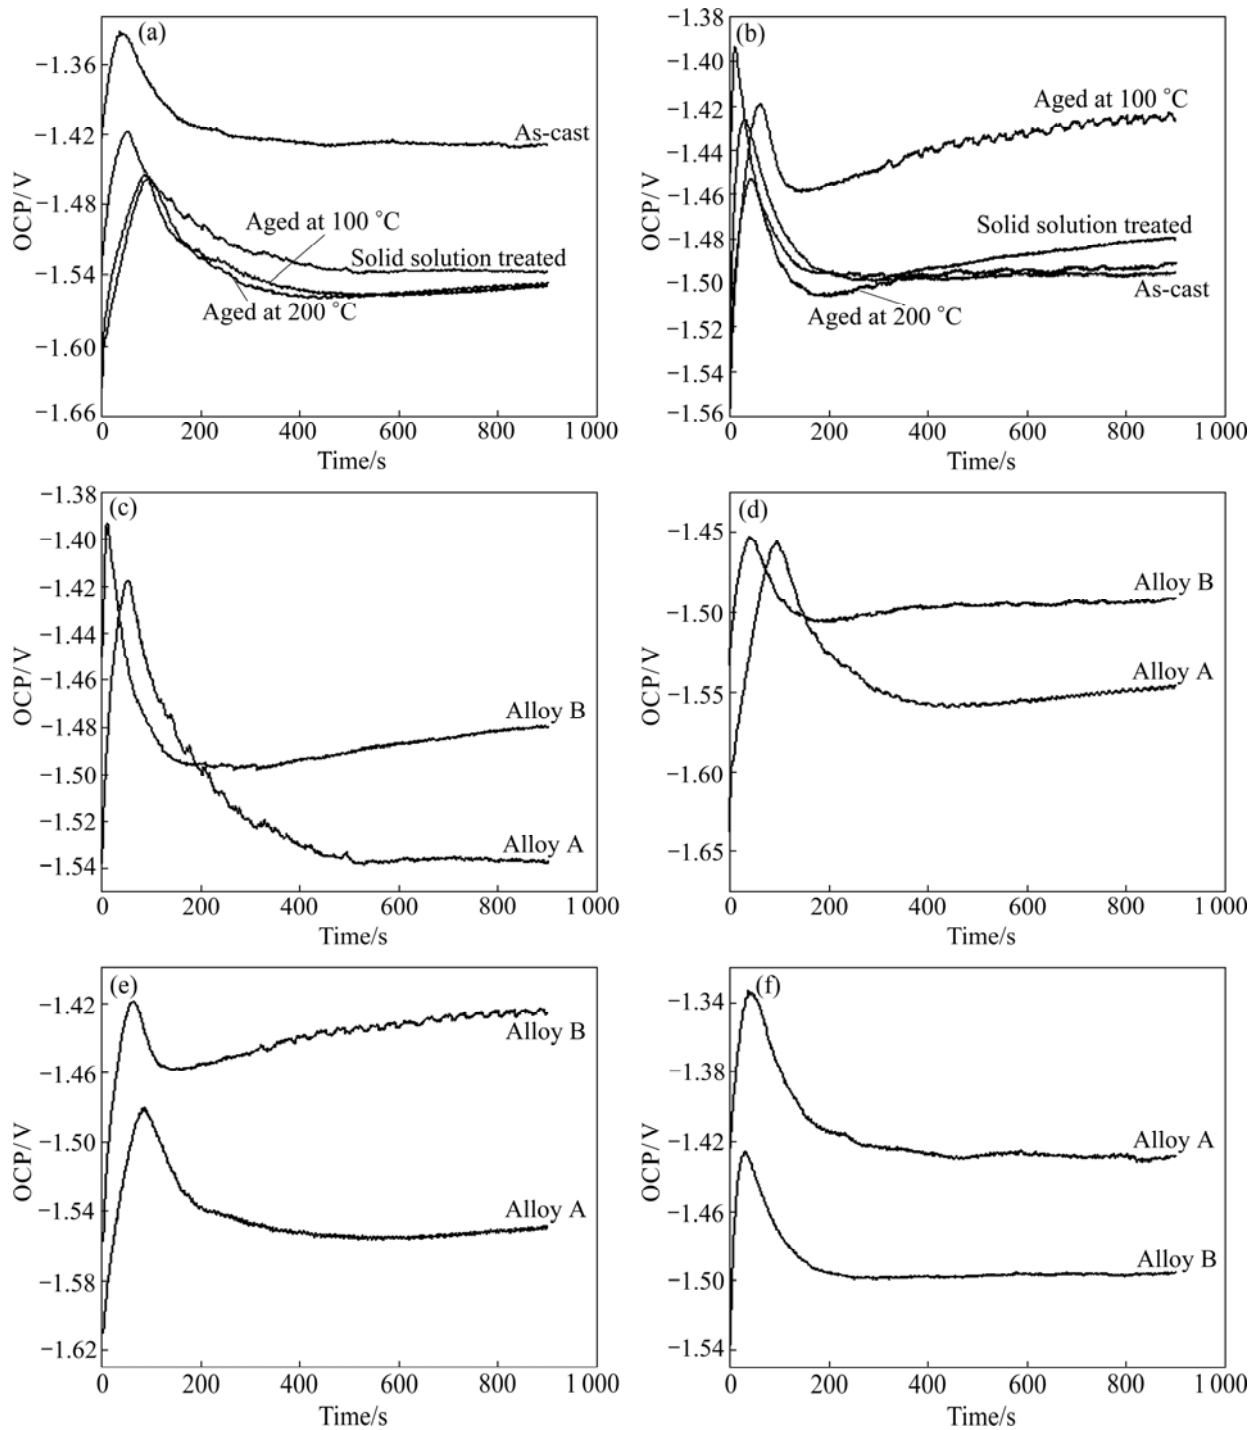 (a)
OCP/V
−1.36
−1.42
−1.48
−1.54
−1.60
−1.66
As-cast
Aged at 100 °C
Solid solution treated
Aged at 200 °C
0 200 400 600 800 1 000
Time/s
(b)
OCP/V
−1.38
−1.40
−1.42
−1.44
−1.46
−1.48
−1.50
−1.52
−1.54
−1.56
Aged at 100 °C
Solid solution treated
As-cast
Aged at 200 °C
0 200 400 600 800 1 000
Time/s
(c)
OCP/V
−1.38
−1.40
−1.42
−1.44
−1.46
−1.48
−1.50
−1.52
−1.54
Alloy B
Alloy A
0 200 400 600 800 1 000
Time/s
(d)
OCP/V
−1.45
−1.50
−1.55
−1.60
−1.65
Alloy B
Alloy A
0 200 400 600 800 1 000
Time/s
(e)
OCP/V
−1.42
−1.46
−1.50
−1.54
−1.58
−1.62
Alloy B
Alloy A
0 200 400 600 800 1 000
Time/s
(f)
OCP/V
−1.34
−1.38
−1.42
−1.46
−1.50
−1.54
Alloy A
Alloy B
0 200 400 600 800 1 000
Time/s